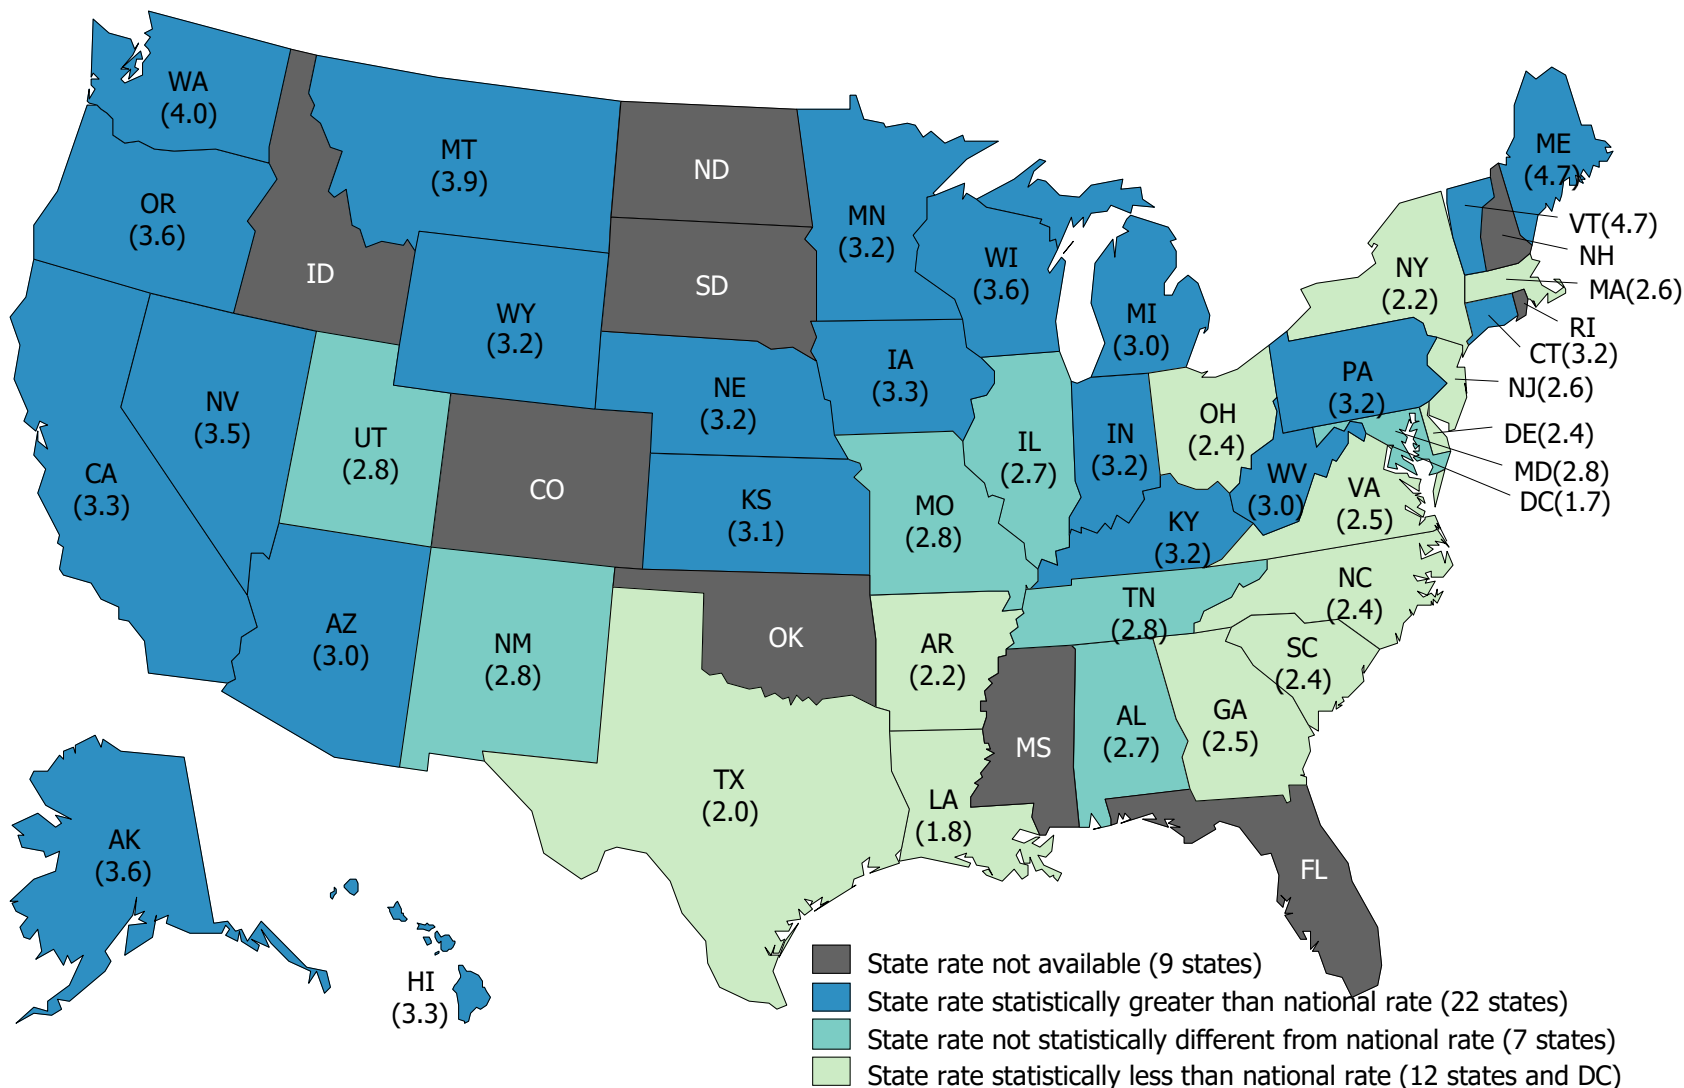 WA
(4.0)
MT
(3.9)
ND
ME
(4.7)
OR
(3.6)
MN
(3.2)
VT(4.7)
NH
ID
SD
WI
(3.6)
NY
(2.2)
MA(2.6)
WY
(3.2)
MI
(3.0)
RI
CT(3.2)
IA
(3.3)
PA
(3.2)
NE
(3.2)
NJ(2.6)
NV
(3.5)
UT
(2.8)
IL
(2.7)
IN
(3.2)
OH
(2.4)
DE(2.4)
CA
(3.3)
CO
KS
(3.1)
MO
(2.8)
WV
(3.0)
MD(2.8)
DC(1.7)
VA
(2.5)
KY
(3.2)
AZ
(3.0)
NM
(2.8)
OK
AR
(2.2)
TN
(2.8)
NC
(2.4)
SC
(2.4)
MS
AL
(2.7)
GA
(2.5)
TX
(2.0)
LA
(1.8)
AK
(3.6)
FL
HI
(3.3)
State rate not available (9 states)
State rate statistically greater than national rate (22 states)
State rate not statistically different from national rate (7 states)
State rate statistically less than national rate (12 states and DC)